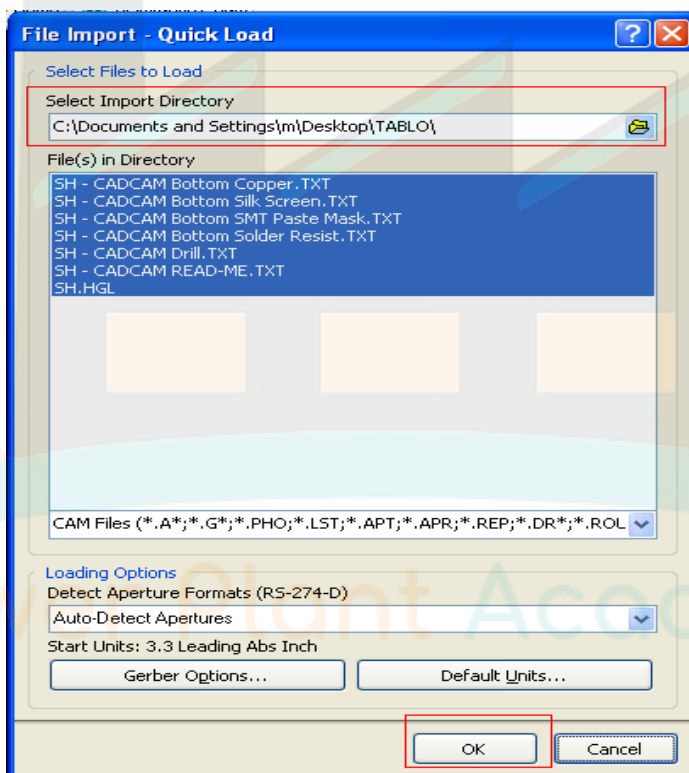 File Import - Quick Load
Select Files to Load
Select Import Directory
C:\Documents and Settings\m\Desktop\TABLO\
File(s) in Directory
SH - CADCAM Bottom Copper.TXT
SH - CADCAM Bottom Silk Screen.TXT
SH - CADCAM Bottom SMT Paste Mask.TXT
SH - CADCAM Bottom Solder Resist.TXT
SH - CADCAM Drill.TXT
SH - CADCAM READ-ME.TXT
SH.HGL
CAM Files (*.A*;*.G*;*.PHO;*.LST;*.APT;*.APR;*.REP;*.DR*;*.ROL
Loading Options
Detect Aperture Formats (RS-274-D)
Auto-Detect Apertures
Start Units: 3.3 Leading Abs Inch
Gerber Options... Default Units...
OK Cancel
Plant